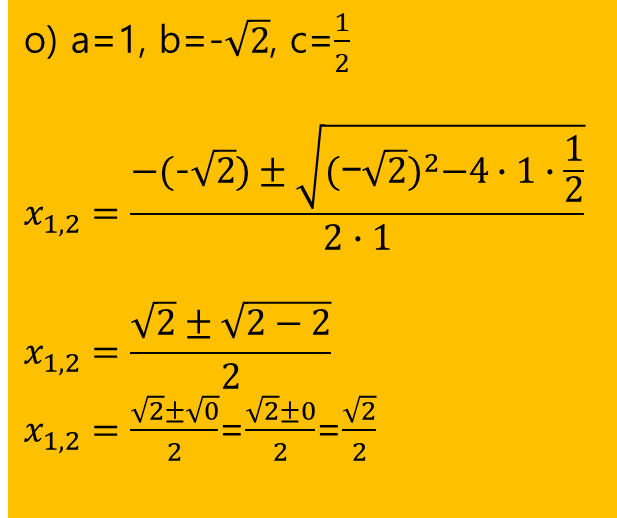 o) a=1, b=-√2, c=1/2
x₁,₂ = (−(-√2) ± √((−√2)²−4·1·1/2))/(2·1)
x₁,₂ = (√2 ± √(2 − 2))/2
x₁,₂ = (√2±√0)/2=(√2±0)/2=√2/2